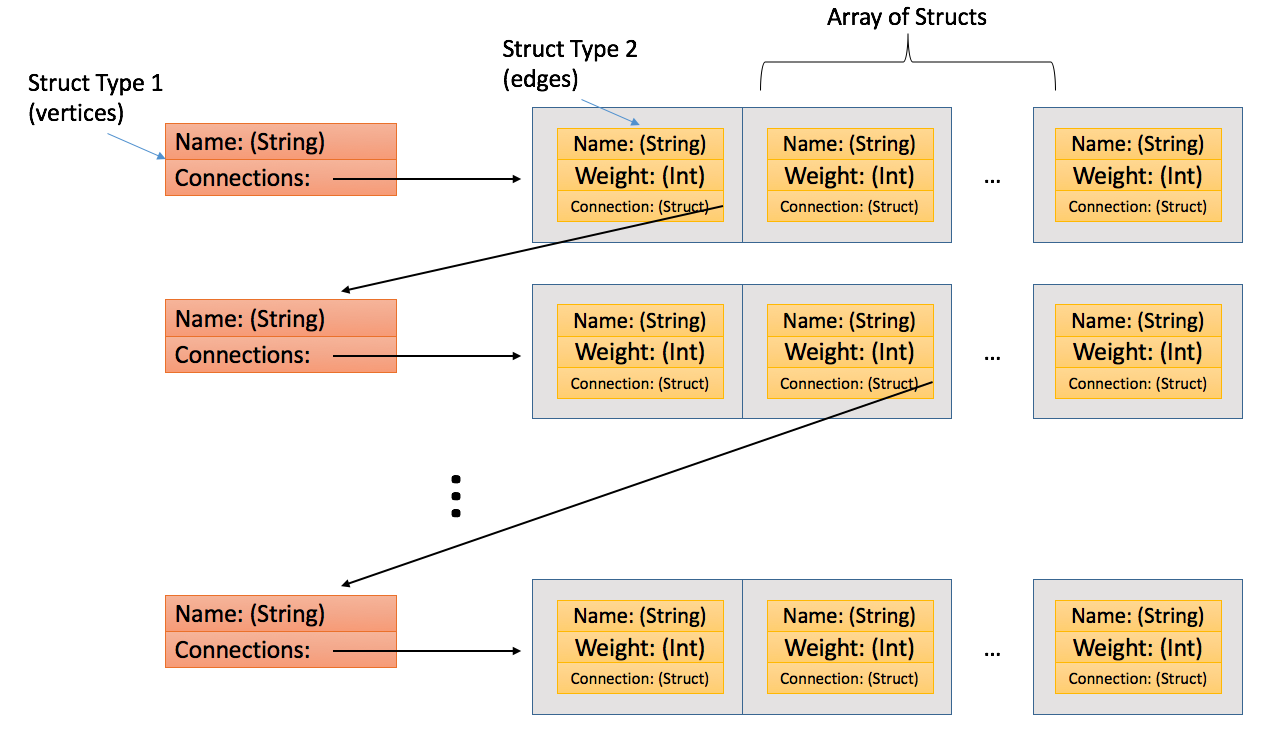 Array of Structs
Struct Type 2
(edges)
Struct Type 1
(vertices)
Name: (String)
Connections:
Name: (String)
Weight: (Int)
Connection: (Struct)
Name: (String)
Weight: (Int)
Connection: (Struct)
...
Name: (String)
Weight: (Int)
Connection: (Struct)
Name: (String)
Connections:
Name: (String)
Weight: (Int)
Connection: (Struct)
Name: (String)
Weight: (Int)
Connection: (Struct)
...
Name: (String)
Weight: (Int)
Connection: (Struct)
Name: (String)
Connections:
Name: (String)
Weight: (Int)
Connection: (Struct)
Name: (String)
Weight: (Int)
Connection: (Struct)
...
Name: (String)
Weight: (Int)
Connection: (Struct)